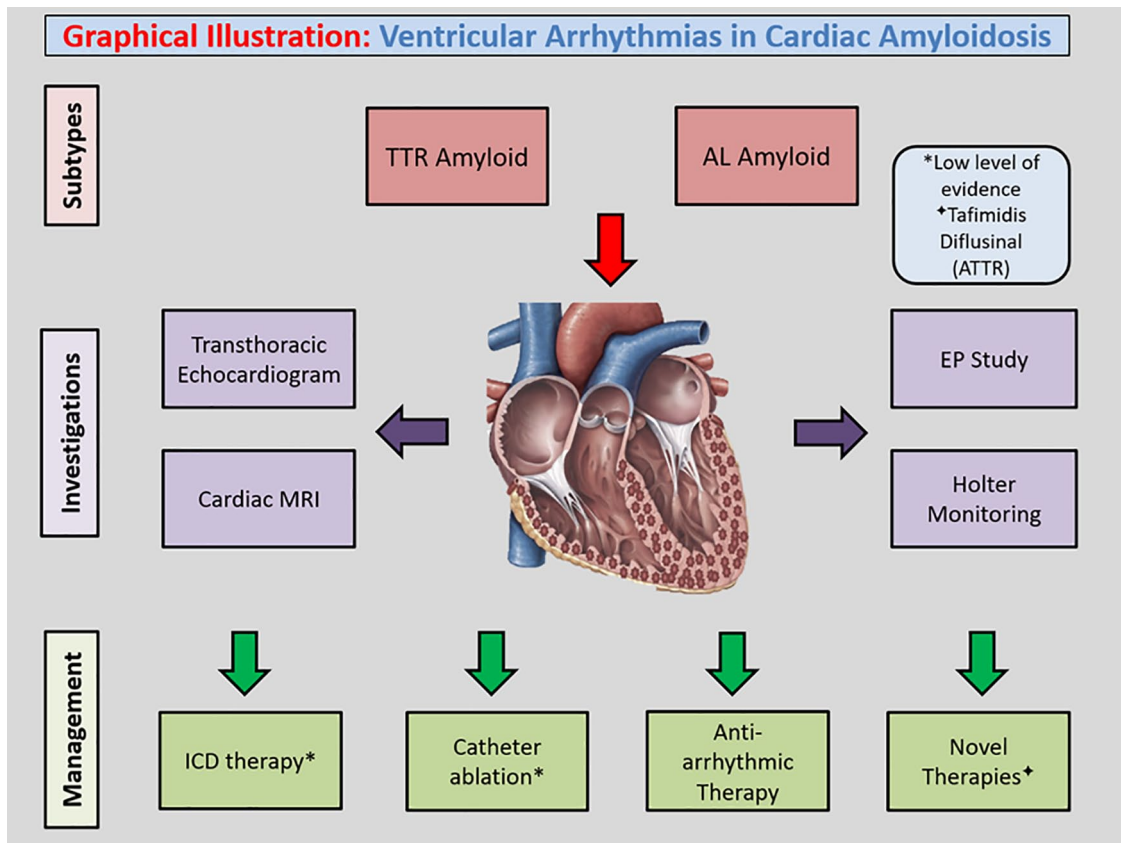 Graphical Illustration: Ventricular Arrhythmias in Cardiac Amyloidosis
Subtypes
TTR Amyloid
AL Amyloid
*Low level of
evidence
✦Tafimidis
Diflusinal
(ATTR)
Investigations
Transthoracic
Echocardiogram
Cardiac MRI
EP Study
Holter
Monitoring
Management
ICD therapy*
Catheter
ablation*
Anti-
arrhythmic
Therapy
Novel
Therapies✦